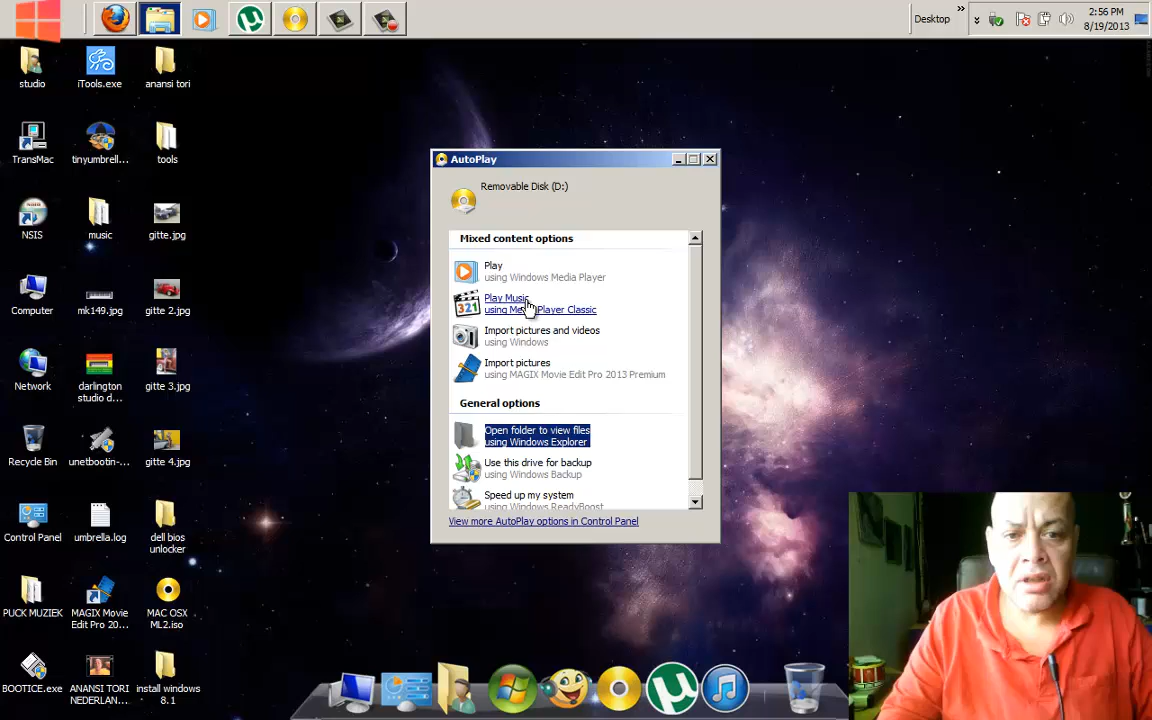 Desktop
»
2:56 PM
8/19/2013
studio
iTools.exe
anansi tori
TransMac
tinyumbrell...
tools
NSIS
music
gitte.jpg
Computer
mk149.jpg
gitte 2.jpg
Network
darlington
studio d...
gitte 3.jpg
Recycle Bin
unetbootin-...
gitte 4.jpg
Control Panel
umbrella.log
dell bios
unlocker
PUCK MUZIEK
MAGIX Movie
Edit Pro 20...
MAC OSX
ML2.iso
BOOTICE.exe
ANANSI TORI
NEDERLAN...
install windows
8.1
AutoPlay
Removable Disk (D:)
Mixed content options
Play
using Windows Media Player
Play Music
using Player Classic
321
Import pictures and videos
using Windows
Import pictures
using MAGIX Movie Edit Pro 2013 Premium
General options
Open folder to view files
using Windows Explorer
Use this drive for backup
using Windows Backup
Speed up my system
using Windows ReadyBoost
View more AutoPlay options in Control Panel